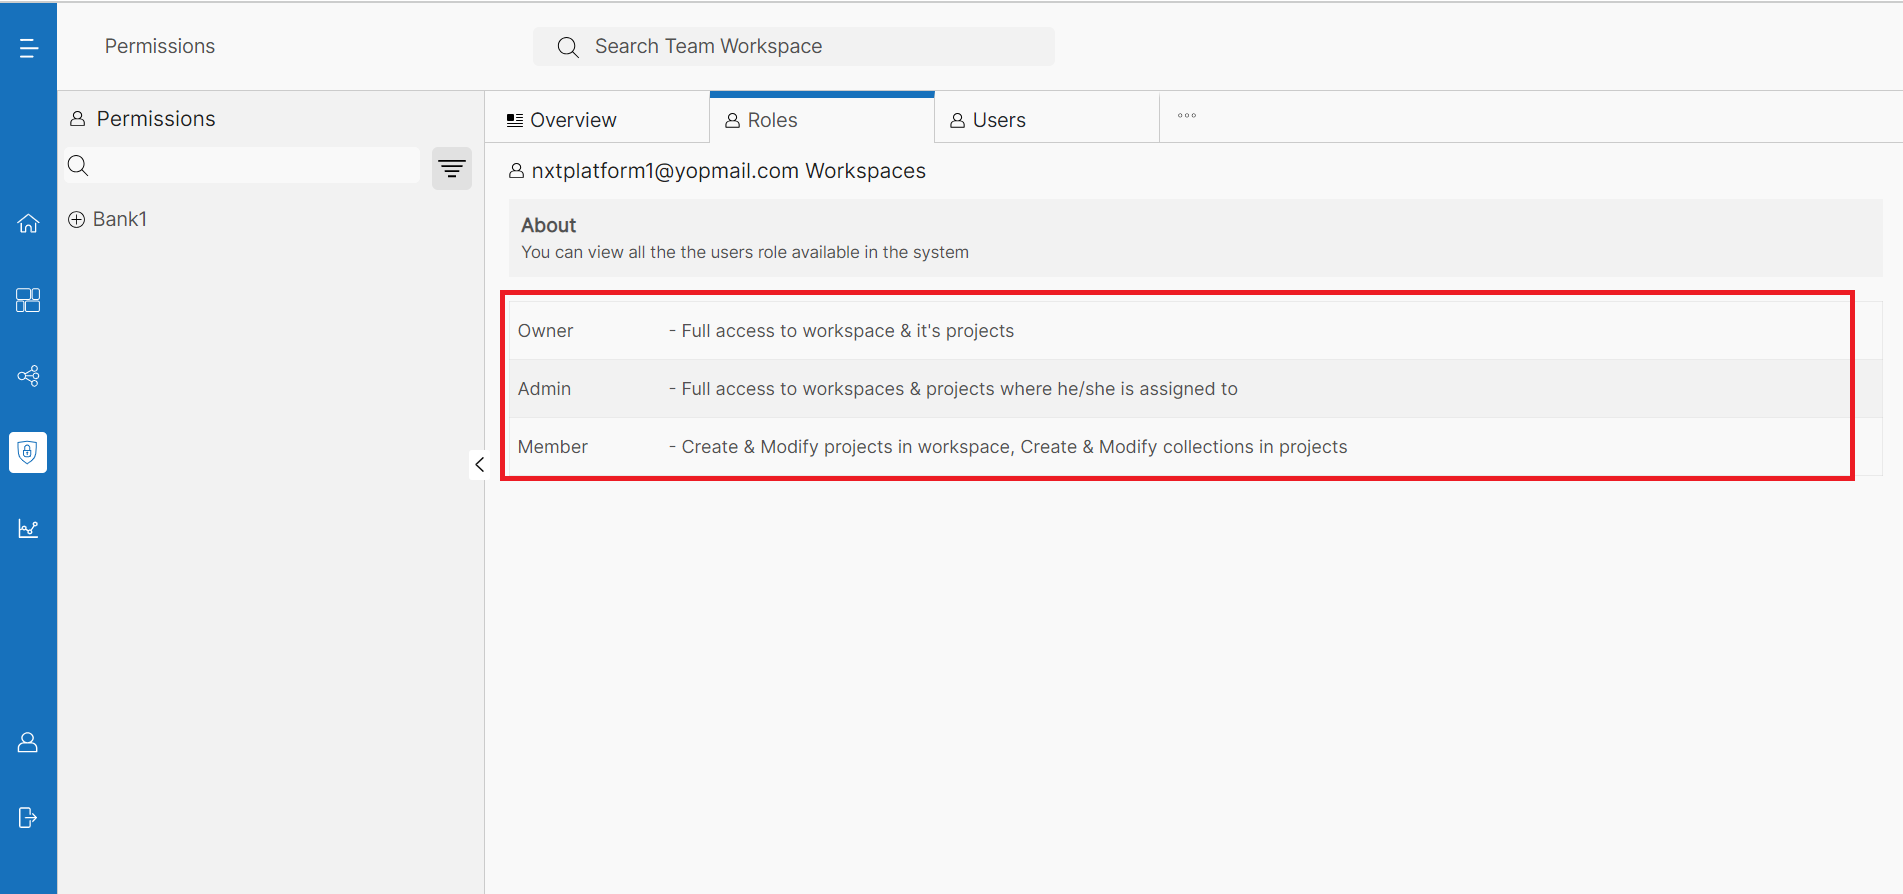 Permissions
Search Team Workspace
Permissions
Bank1
Overview
Roles
Users
nxtplatform1@yopmail.com Workspaces
About
You can view all the the users role available in the system
Owner - Full access to workspace & it's projects
Admin - Full access to workspaces & projects where he/she is assigned to
Member - Create & Modify projects in workspace, Create & Modify collections in projects